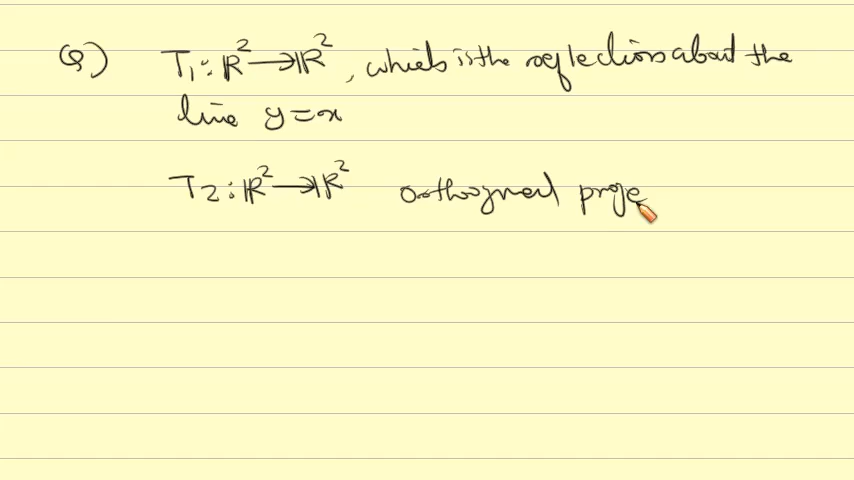 Q) T₁: ℝ² → ℝ², which is the reflection about the
line y = x
T₂: ℝ² → ℝ² orthogonal proje